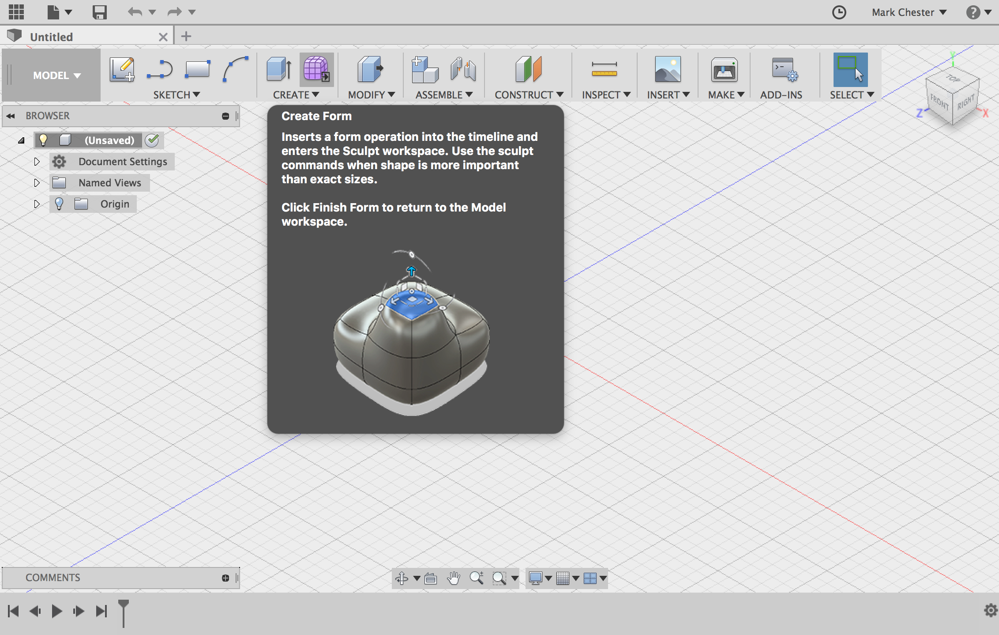 Mark Chester
Untitled
MODEL
SKETCH
CREATE
MODIFY
ASSEMBLE
CONSTRUCT
INSPECT
INSERT
MAKE
ADD-INS
SELECT
Y
TOP
FRONT
RIGHT
Z
X
BROWSER
(Unsaved)
Document Settings
Named Views
Origin
Create Form
Inserts a form operation into the timeline and
enters the Sculpt workspace. Use the sculpt
commands when shape is more important
than exact sizes.
Click Finish Form to return to the Model
workspace.
COMMENTS